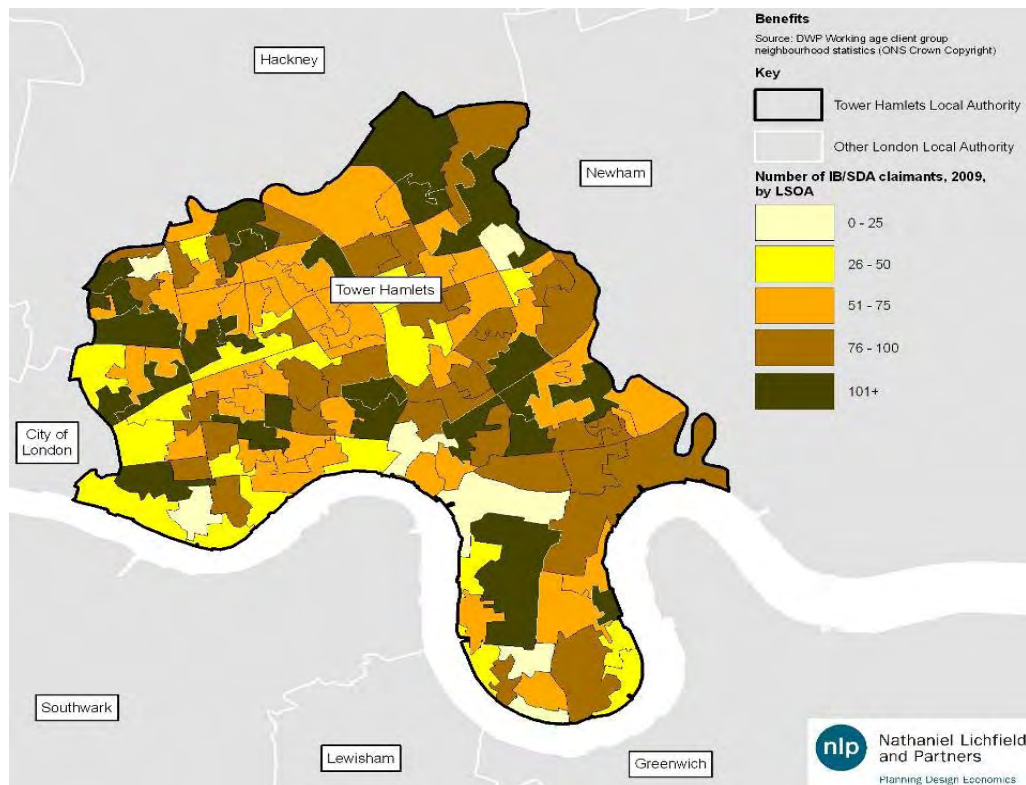 Benefits
Source: DWP Working age client group
neighbourhood statistics (ONS Crown Copyright)
Key
Tower Hamlets Local Authority
Other London Local Authority
Number of IB/SDA claimants, 2009,
by LSOA
0 - 25
26 - 50
51 - 75
76 - 100
101+
Hackney
Newham
Tower Hamlets
City of
London
Southwark
Lewisham
Greenwich
nlp
Nathaniel Lichfield
and Partners
Planning Design Economics